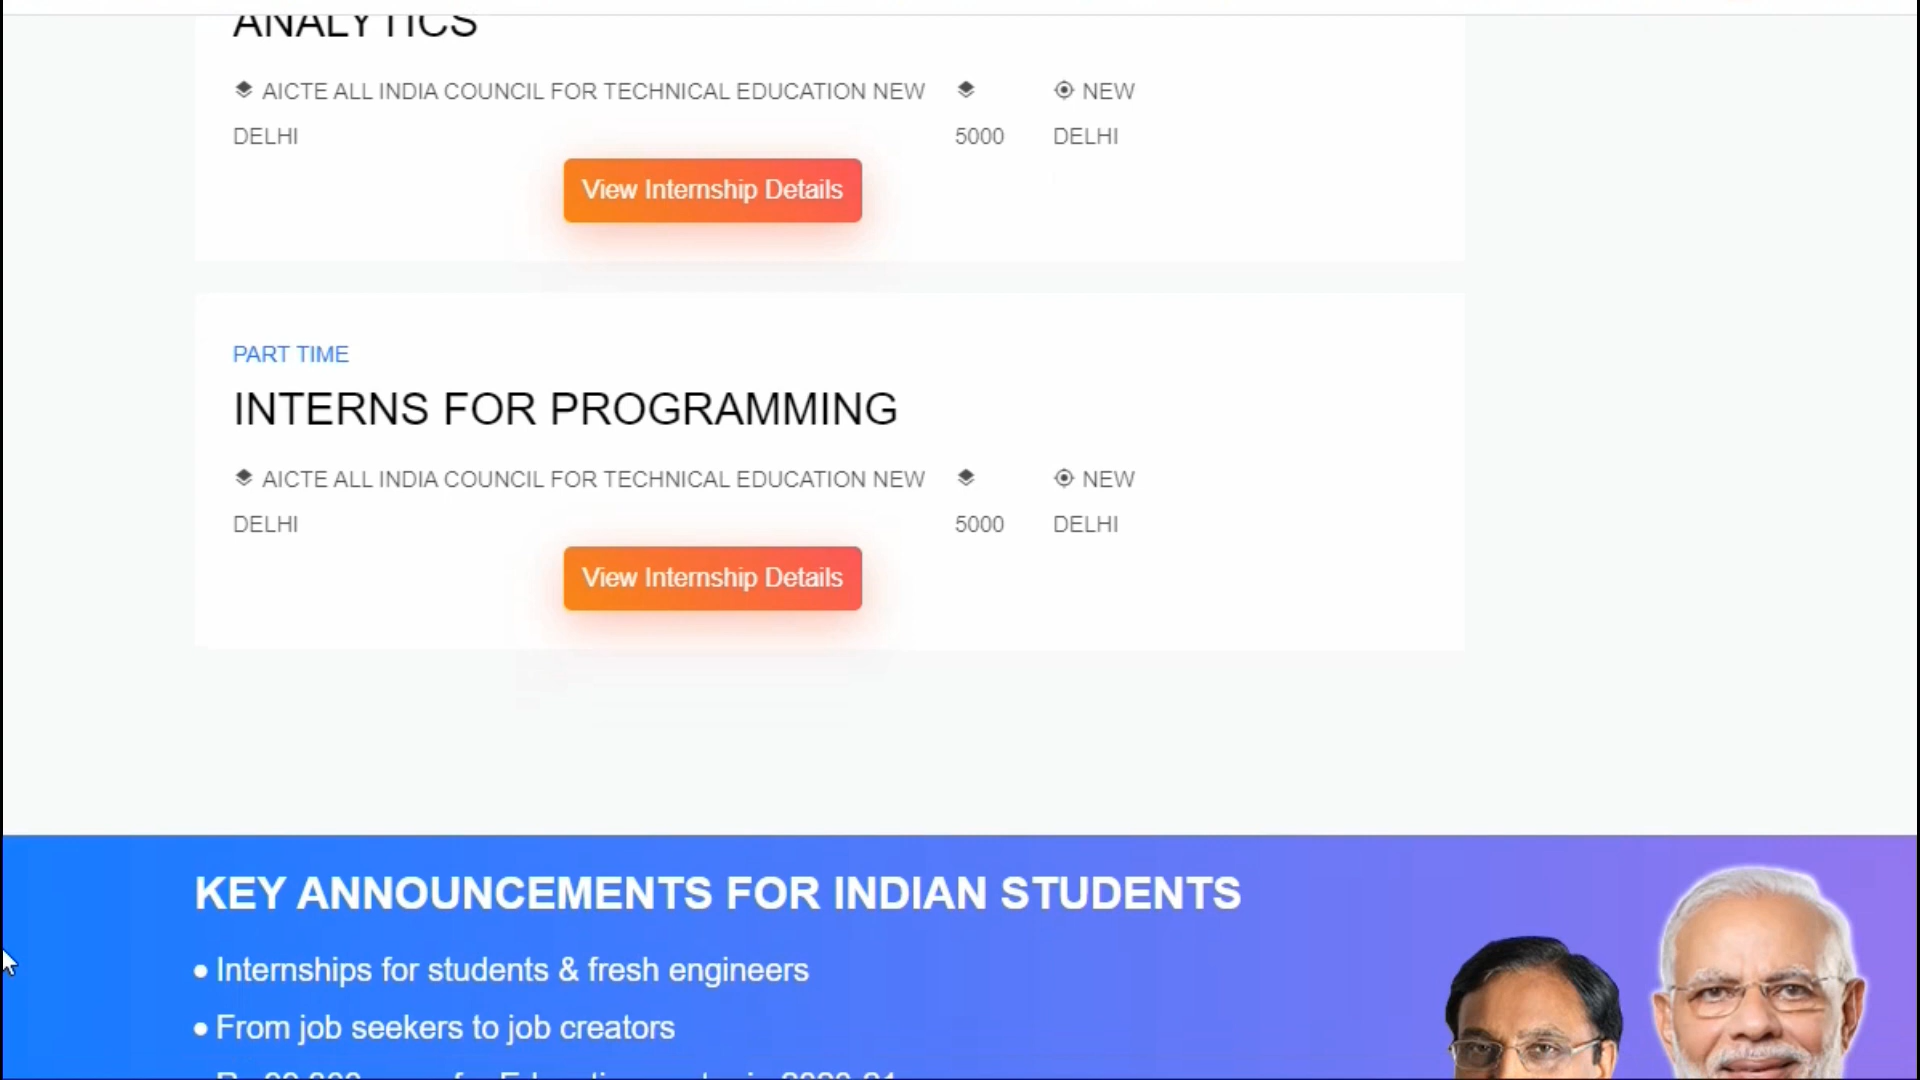 ANALYTICS
AICTE ALL INDIA COUNCIL FOR TECHNICAL EDUCATION NEW DELHI
5000
NEW DELHI
View Internship Details
PART TIME
INTERNS FOR PROGRAMMING
AICTE ALL INDIA COUNCIL FOR TECHNICAL EDUCATION NEW DELHI
5000
NEW DELHI
View Internship Details
KEY ANNOUNCEMENTS FOR INDIAN STUDENTS
• Internships for students & fresh engineers
• From job seekers to job creators